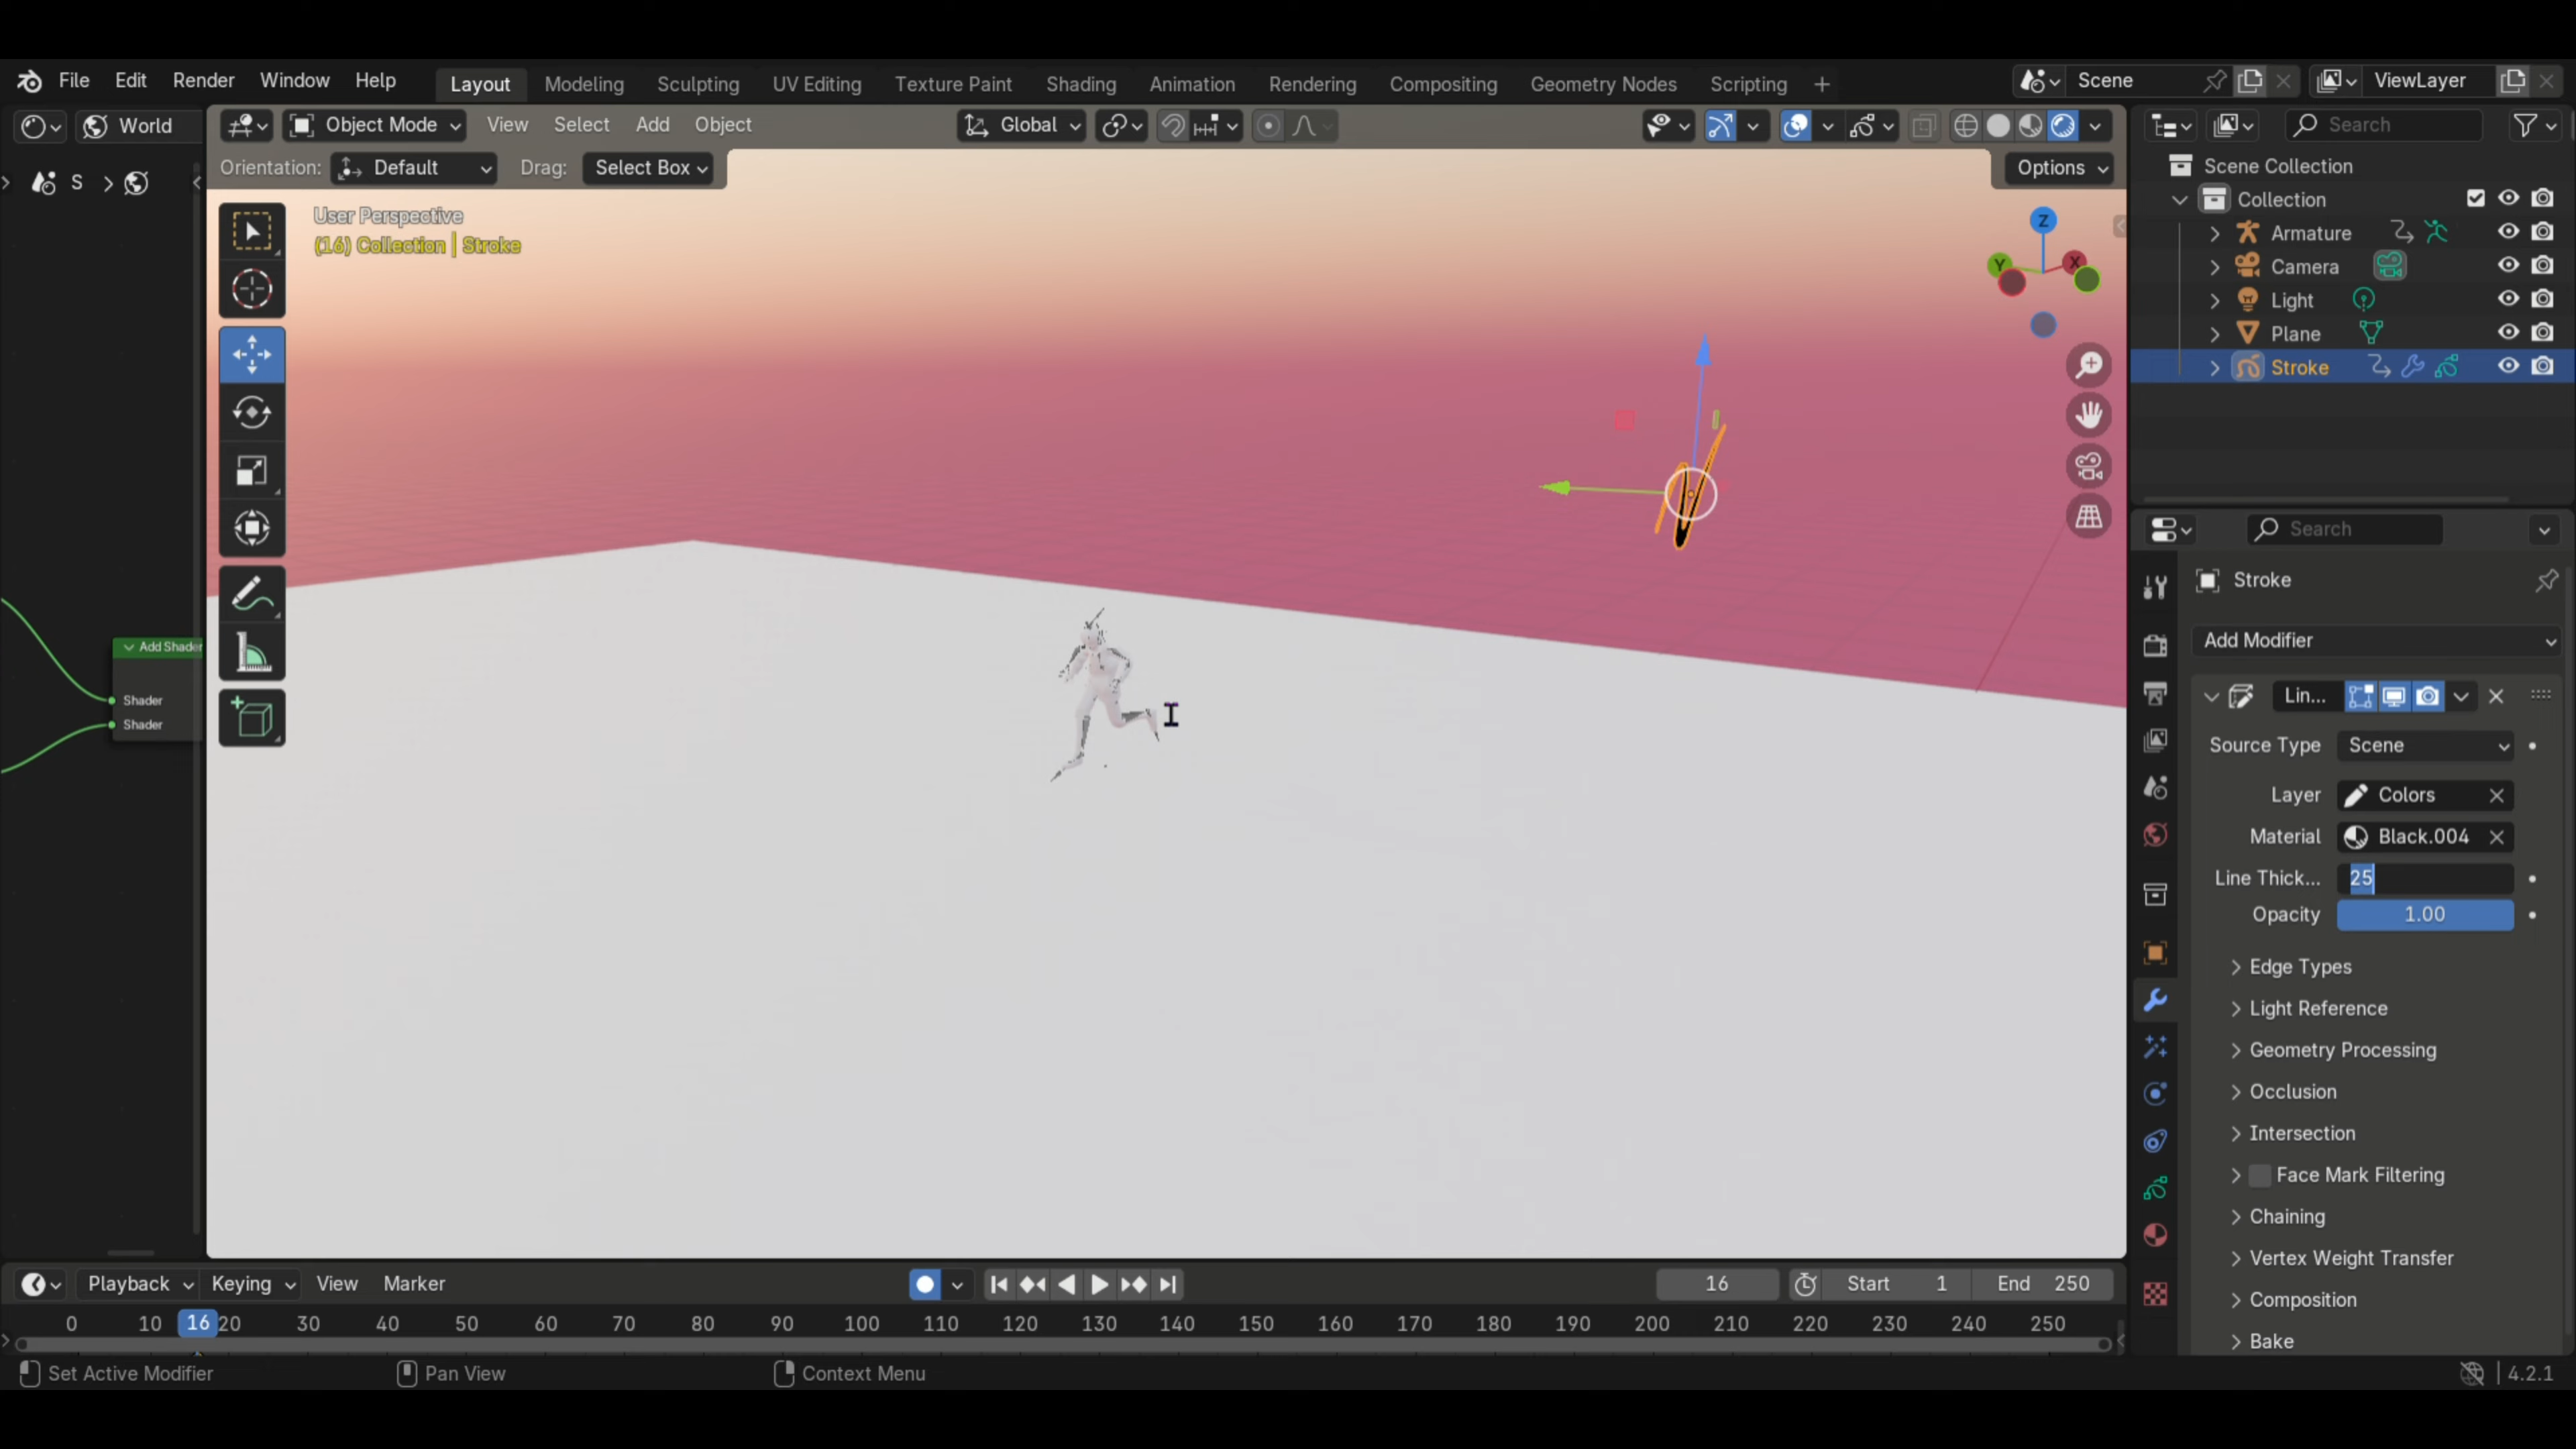 File Edit Render Window Help Layout Modeling Sculpting UV Editing Texture Paint Shading Animation Rendering Compositing Geometry Nodes Scripting + Scene ViewLayer
World Object Mode View Select Add Object Global Search
Orientation: Default Drag: Select Box Options
S
User Perspective
(16) Collection | Stroke
Z
Y
X
Add Shader
Shader
Shader
Scene Collection
Collection
Armature
Camera
Light
Plane
Stroke
Search
Stroke
Add Modifier
Lin...
Source Type Scene
Layer Colors
Material Black.004
Line Thick... 25
Opacity 1.00
Edge Types
Light Reference
Geometry Processing
Occlusion
Intersection
Face Mark Filtering
Chaining
Vertex Weight Transfer
Composition
Bake
Playback Keying View Marker 16 Start 1 End 250
0 10 16 20 30 40 50 60 70 80 90 100 110 120 130 140 150 160 170 180 190 200 210 220 230 240 250
Set Active Modifier Pan View Context Menu 4.2.1